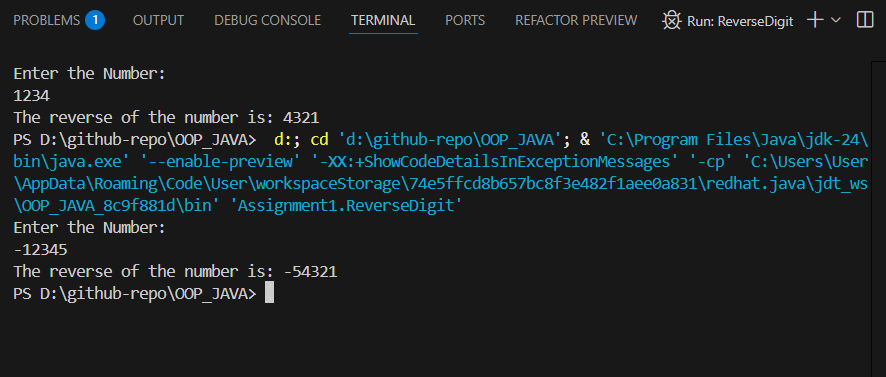 PROBLEMS 1 OUTPUT DEBUG CONSOLE TERMINAL PORTS REFACTOR PREVIEW Run: ReverseDigit
Enter the Number:
1234
The reverse of the number is: 4321
PS D:\github-repo\OOP_JAVA>  d:; cd 'd:\github-repo\OOP_JAVA'; & 'C:\Program Files\Java\jdk-24\
bin\java.exe' '--enable-preview' '-XX:+ShowCodeDetailsInExceptionMessages' '-cp' 'C:\Users\User
\AppData\Roaming\Code\User\workspaceStorage\74e5ffcd8b657bc8f3e482f1aee0a831\redhat.java\jdt_ws
\OOP_JAVA_8c9f881d\bin' 'Assignment1.ReverseDigit'
Enter the Number:
-12345
The reverse of the number is: -54321
PS D:\github-repo\OOP_JAVA>